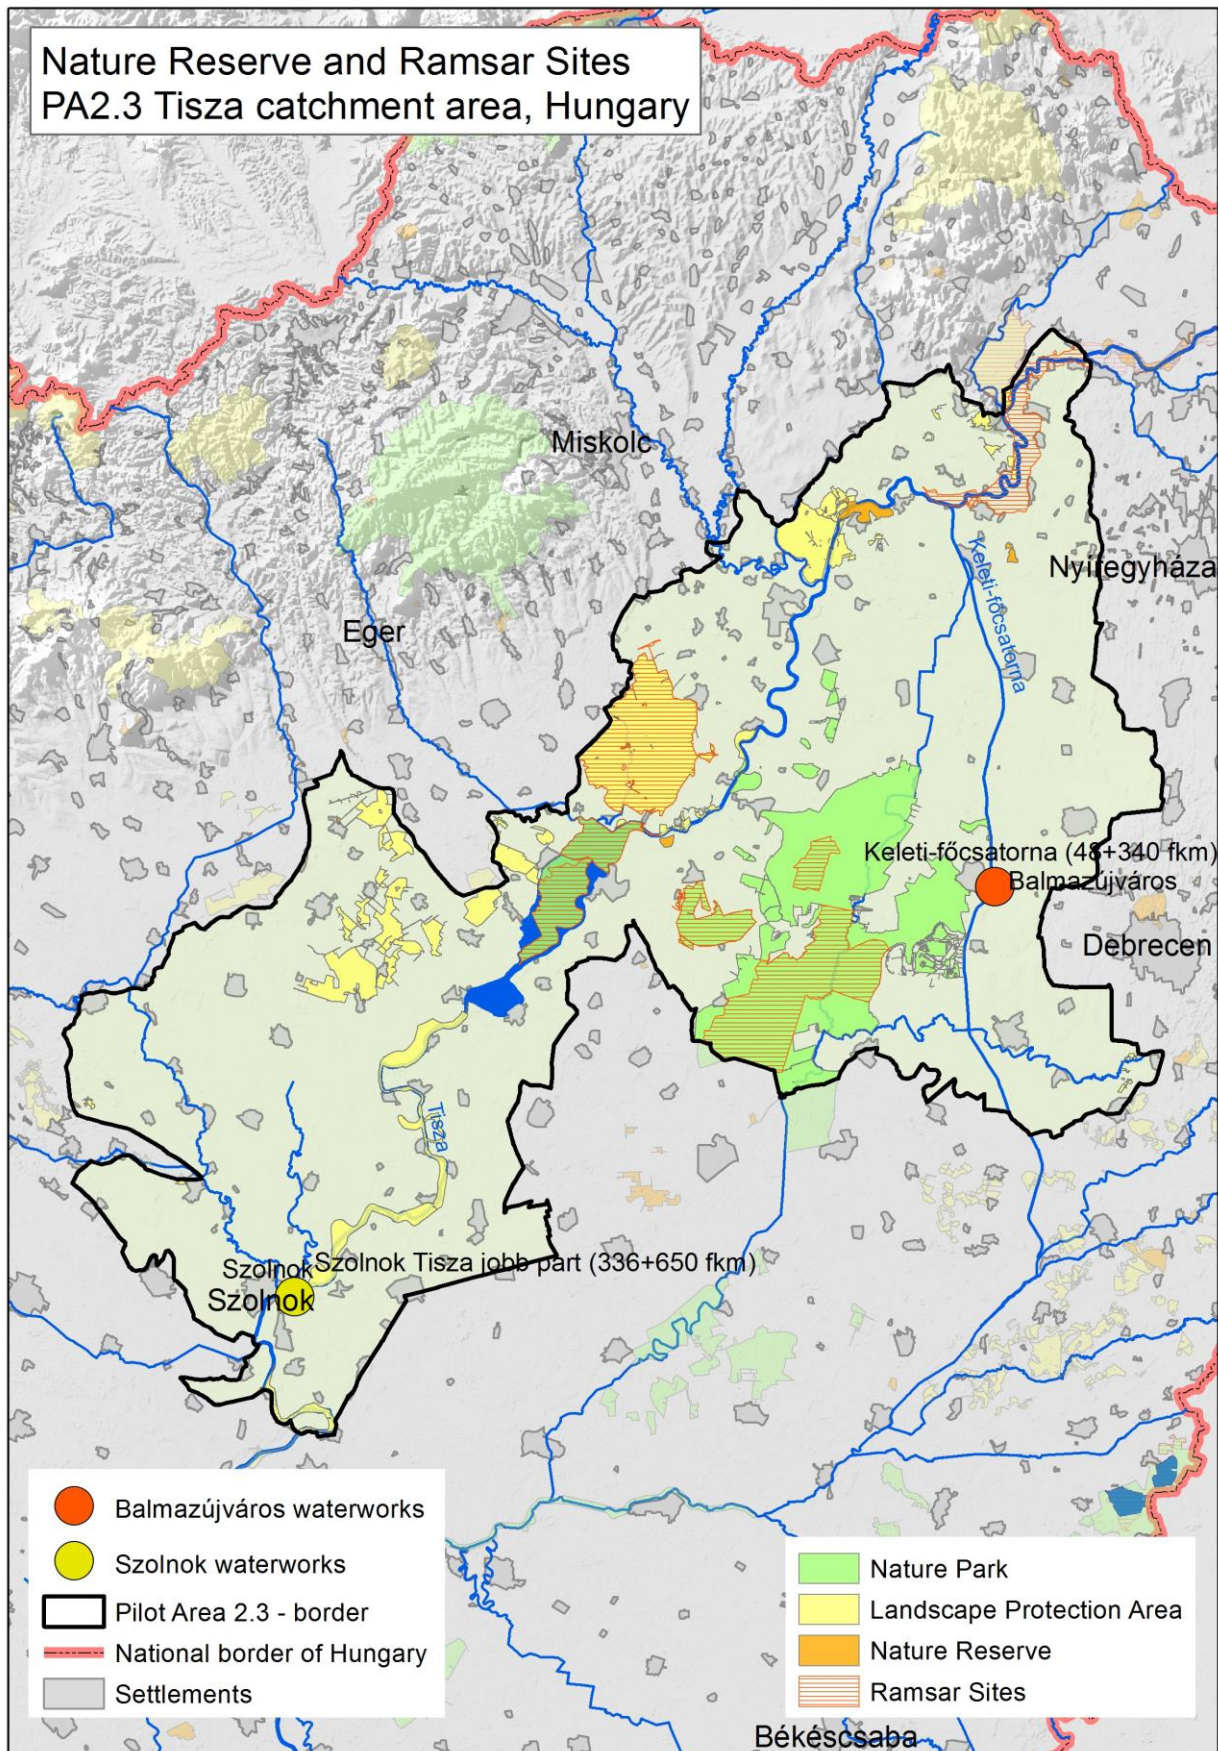 Nature Reserve and Ramsar Sites
PA2.3 Tisza catchment area, Hungary
Miskolc
Nyíregyháza
Keleti-főcsatorna
Eger
Keleti-főcsatorna (48+340 fkm)
Balmazújváros
Debrecen
Tisza
Szolnok Tisza jobb part (336+650 fkm)
Szolnok
Szolnok
Balmazújváros waterworks
Szolnok waterworks
Pilot Area 2.3 - border
National border of Hungary
Settlements
Nature Park
Landscape Protection Area
Nature Reserve
Ramsar Sites
Békéscsaba